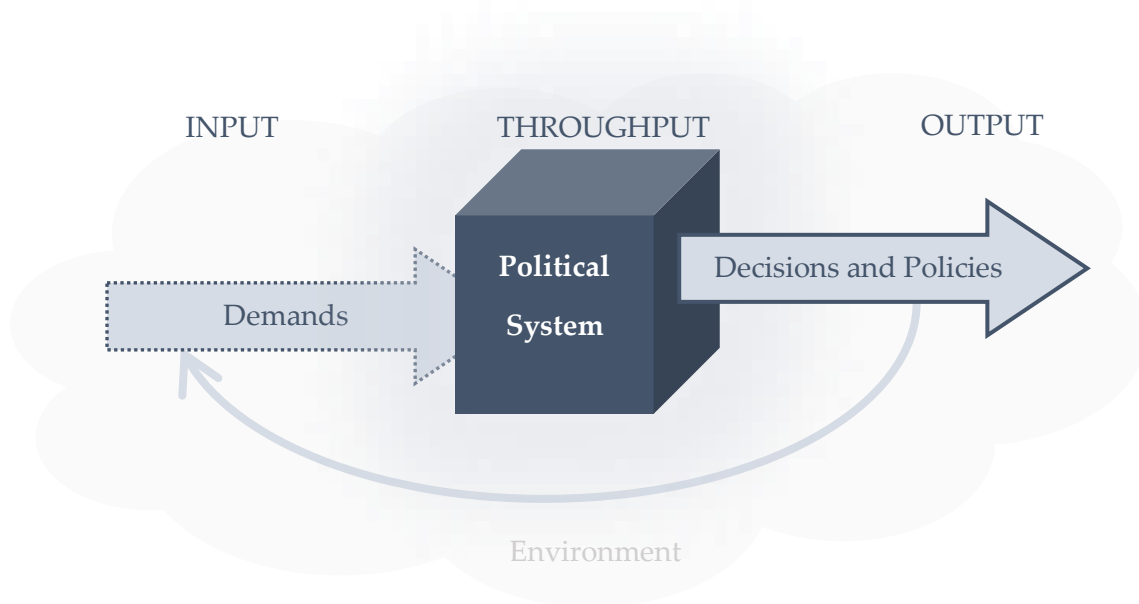 INPUT
THROUGHPUT
OUTPUT
Demands
Political
System
Decisions and Policies
Environment